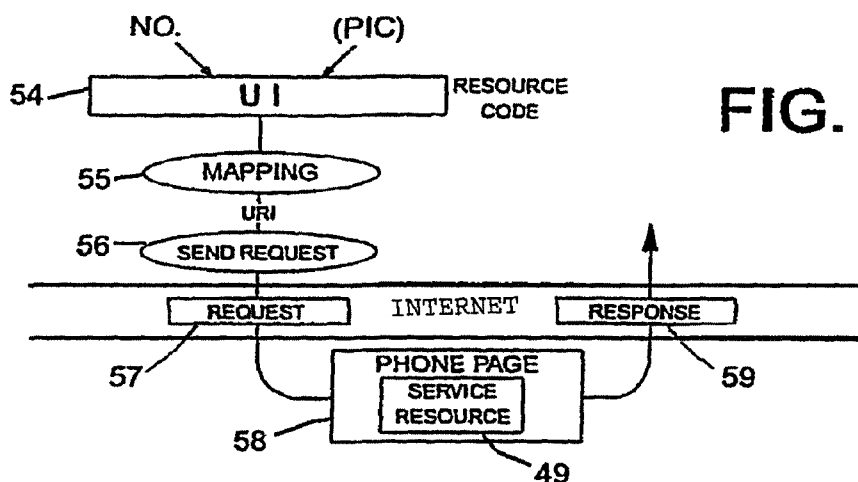 NO. (PIC)
54 UI RESOURCE CODE
FIG.
55 MAPPING
URI
56 SEND REQUEST
REQUEST INTERNET RESPONSE
57 59
PHONE PAGE
SERVICE
RESOURCE
58
49